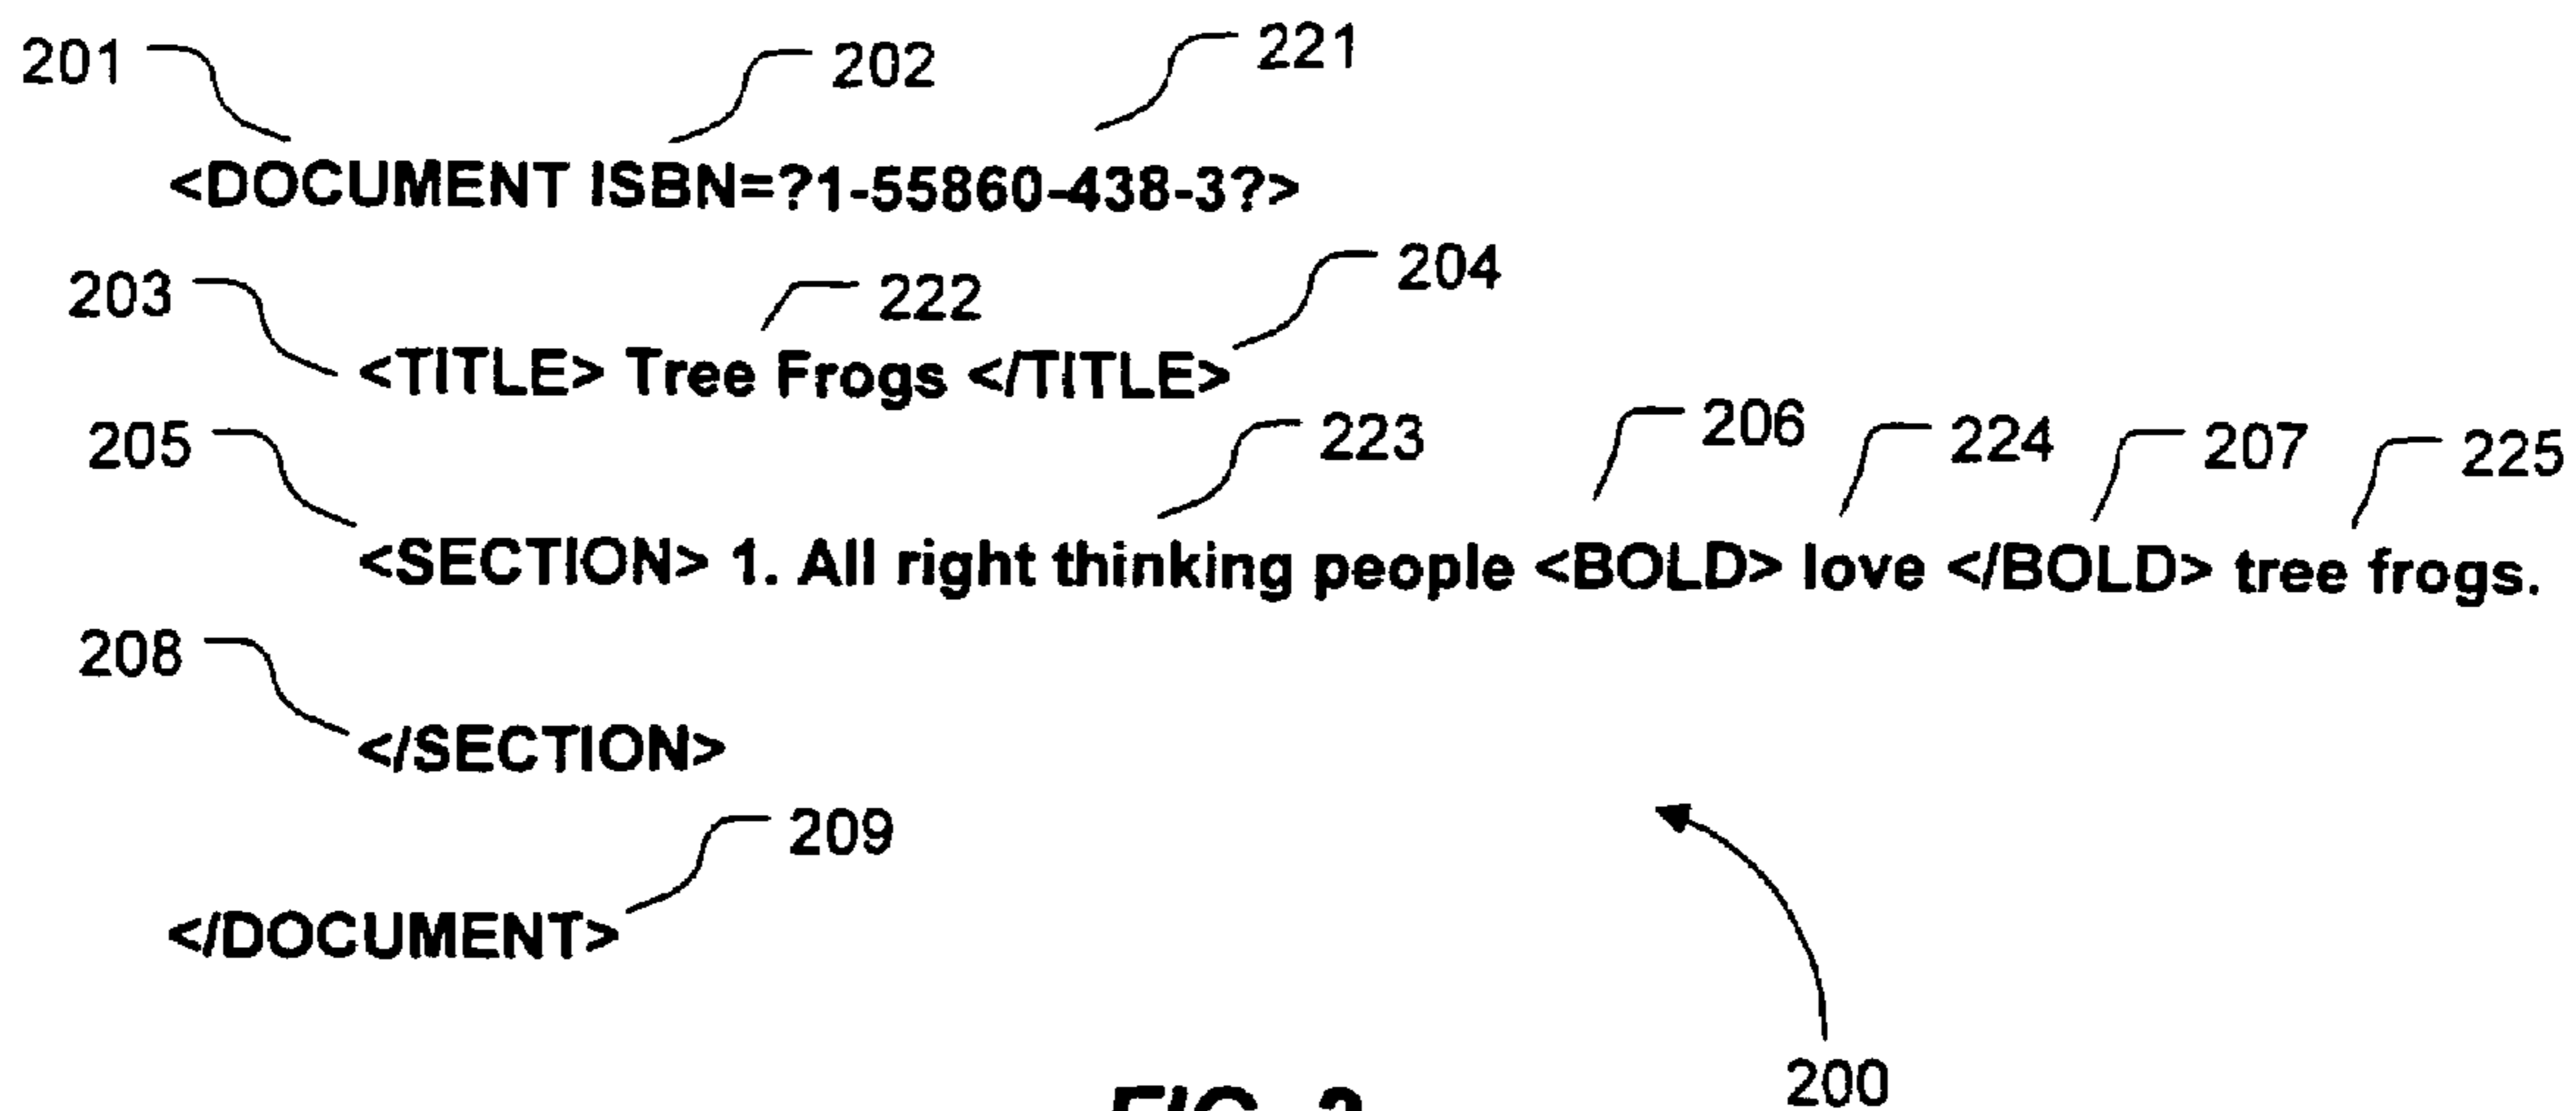 201 202 221
<DOCUMENT ISBN=?1-55860-438-3?>
203 222 204
<TITLE> Tree Frogs </TITLE>
205 223 206 224 207 225
<SECTION> 1. All right thinking people <BOLD> love </BOLD> tree frogs.
208
</SECTION>
209
</DOCUMENT>
200